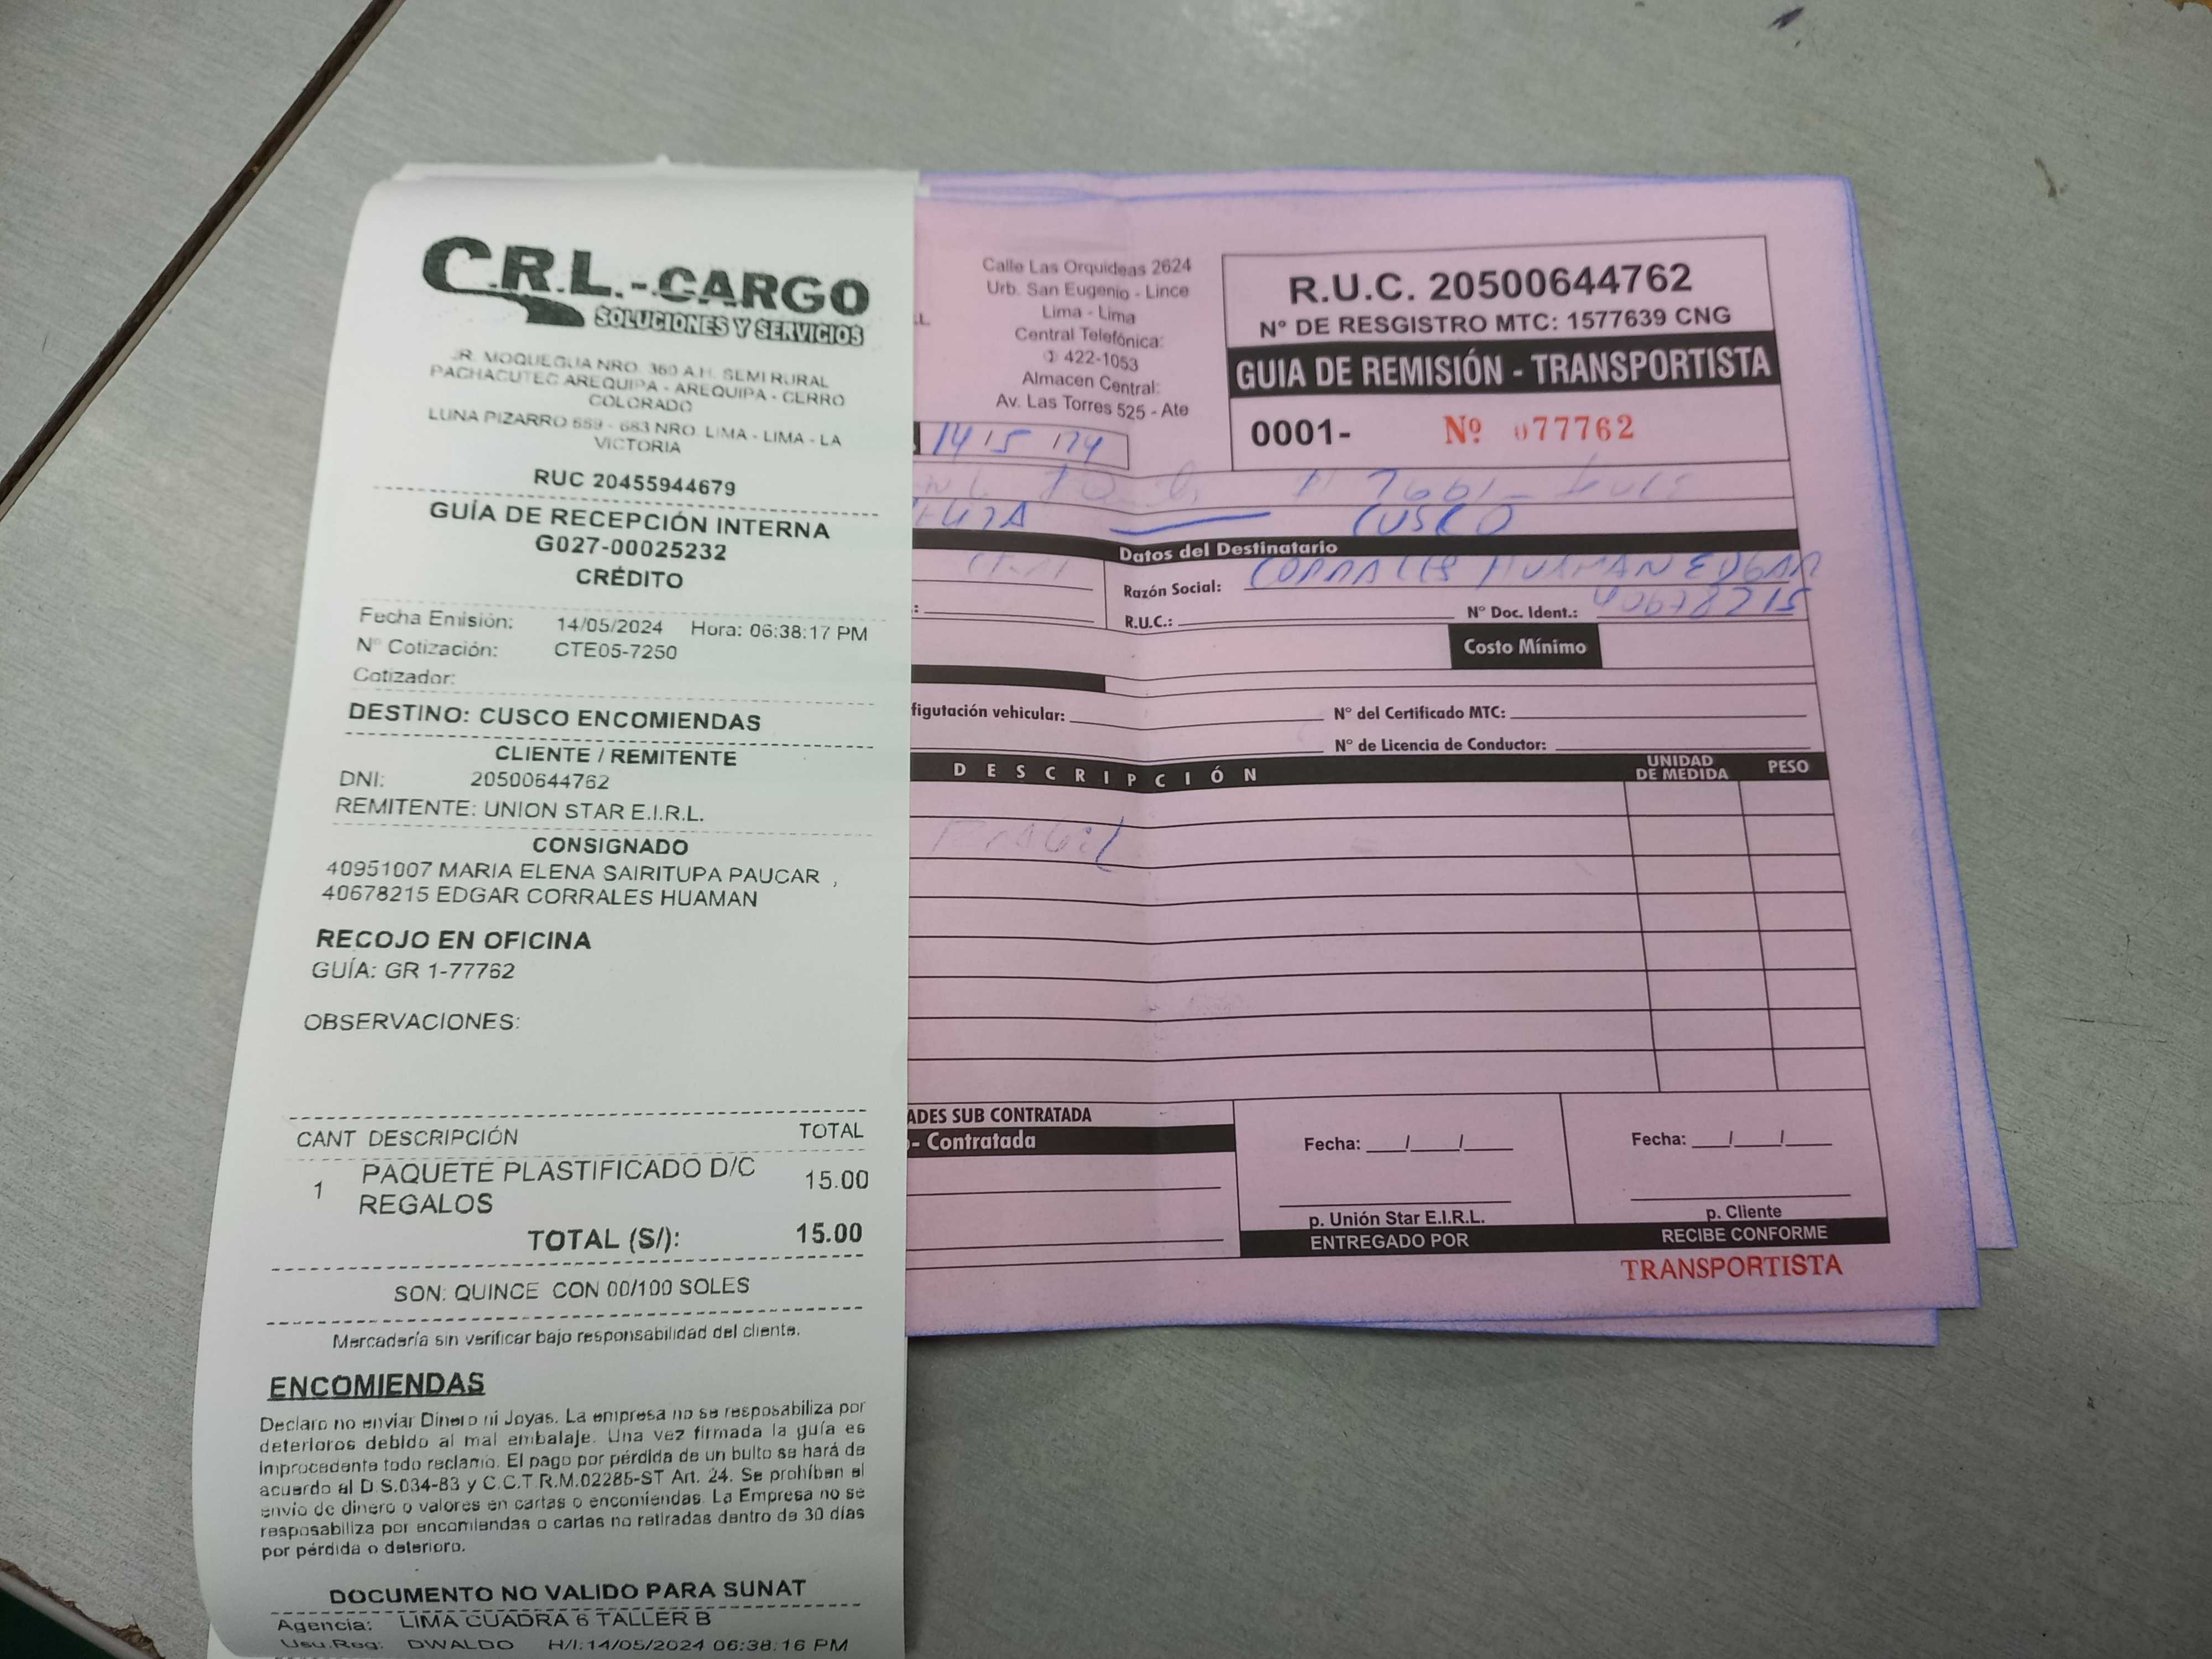 C.R.L.-CARGO
SOLUCIONES Y SERVICIOS
JR. MOQUEGUA NRO. 360 A.H. SEMI RURAL
PACHACUTEC AREQUIPA - AREQUIPA - CERRO
COLORADO
LUNA PIZARRO 659 - 683 NRO. LIMA - LIMA - LA
VICTORIA
RUC 20455944679
GUÍA DE RECEPCIÓN INTERNA
G027-00025232
CRÉDITO
Fecha Emisión: 14/05/2024 Hora: 06:38:17 PM
N° Cotización: CTE05-7250
Cotizador:
DESTINO: CUSCO ENCOMIENDAS
CLIENTE / REMITENTE
DNI: 20500644762
REMITENTE: UNION STAR E.I.R.L.
CONSIGNADO
40951007 MARIA ELENA SAIRITUPA PAUCAR ,
40678215 EDGAR CORRALES HUAMAN
RECOJO EN OFICINA
GUÍA: GR 1-77762
OBSERVACIONES:
CANT DESCRIPCIÓN TOTAL
1 PAQUETE PLASTIFICADO D/C 15.00
REGALOS
TOTAL (S/): 15.00
SON: QUINCE CON 00/100 SOLES
Mercadería sin verificar bajo responsabilidad del cliente.
ENCOMIENDAS
Declaro no enviar Dinero ni Joyas. La empresa no se resposabiliza por
deterioros debido al mal embalaje. Una vez firmada la guía es
improcedente todo reclamo. El pago por pérdida de un bulto se hará de
acuerdo al D.S.034-83 y C.C.T.R.M.02285-ST Art. 24. Se prohíben el
envío de dinero o valores en cartas o encomiendas. La Empresa no se
resposabiliza por encomiendas o cartas no retiradas dentro de 30 días
por pérdida o deterioro.
DOCUMENTO NO VALIDO PARA SUNAT
Agencia: LIMA CUADRA 6 TALLER B
Usu.Reg: DWALDO H/I:14/05/2024 06:38:16 PM
Calle Las Orquideas 2624
Urb. San Eugenio - Lince
Lima - Lima
Central Telefónica:
422-1053
Almacen Central:
Av. Las Torres 525 - Ate
R.U.C. 20500644762
N° DE RESGISTRO MTC: 1577639 CNG
GUIA DE REMISIÓN - TRANSPORTISTA
0001- Nº 077762
14 / 5 / 24
CUSCO
Datos del Destinatario
Razón Social: CORRALES HUAMAN EDGAR
R.U.C.: N° Doc. Ident.: 40678215
Costo Mínimo
figutación vehicular: N° del Certificado MTC:
N° de Licencia de Conductor:
DESCRIPCIÓN UNIDAD DE MEDIDA PESO
Fragil
ADES SUB CONTRATADA
- Contratada
Fecha: / / Fecha: / /
p. Unión Star E.I.R.L. p. Cliente
ENTREGADO POR RECIBE CONFORME
TRANSPORTISTA